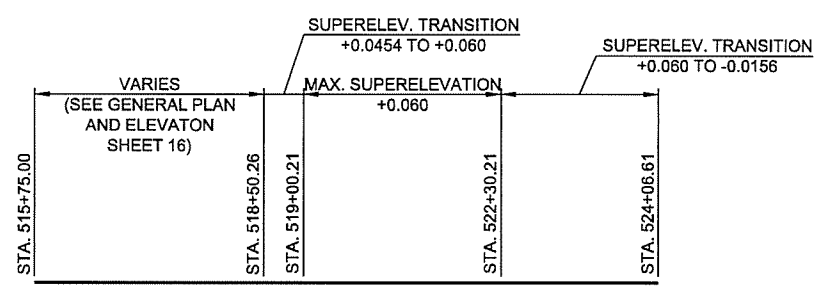 SUPERELEV. TRANSITION
+0.0454 TO +0.060
SUPERELEV. TRANSITION
+0.060 TO -0.0156
VARIES
(SEE GENERAL PLAN
AND ELEVATON
SHEET 16)
MAX. SUPERELEVATION
+0.060
STA. 515+75.00
STA. 518+50.26
STA. 519+00.21
STA. 522+30.21
STA. 524+06.61